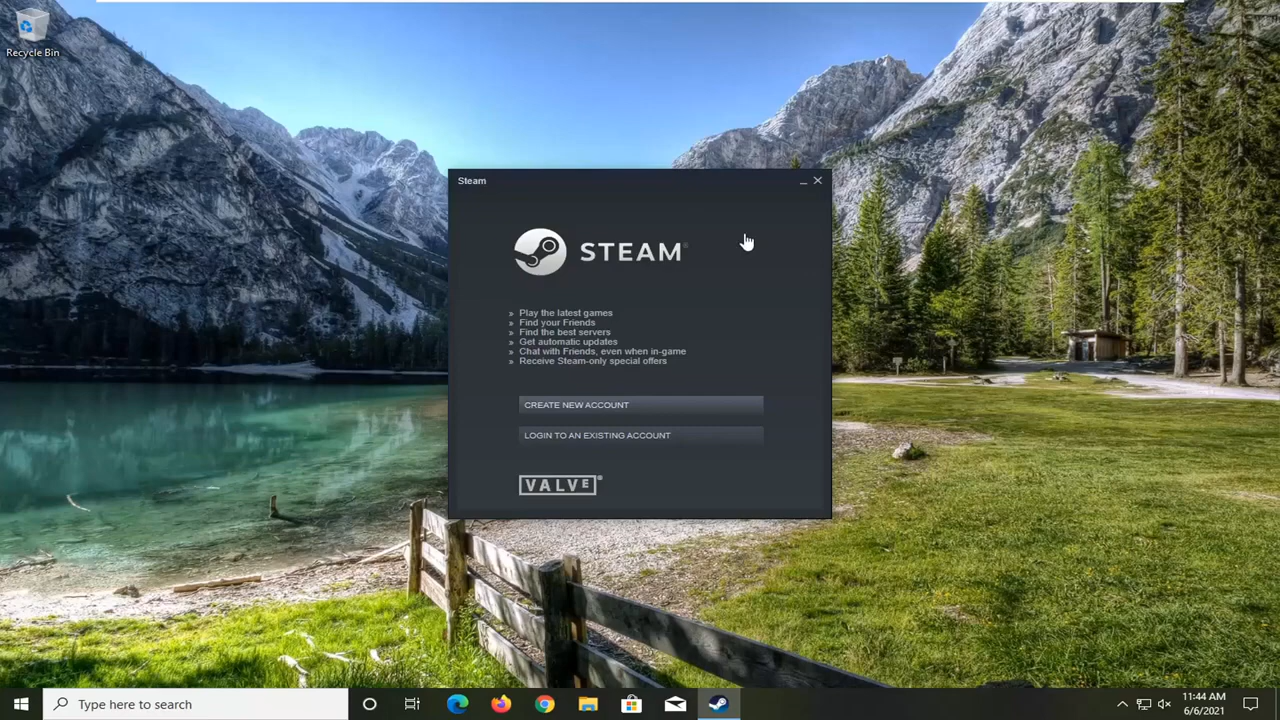 Recycle Bin
Steam
STEAM®
» Play the latest games
» Find your Friends
» Find the best servers
» Get automatic updates
» Chat with Friends, even when in-game
» Receive Steam-only special offers
CREATE NEW ACCOUNT
LOGIN TO AN EXISTING ACCOUNT
VALVE®
Type here to search
11:44 AM
6/6/2021